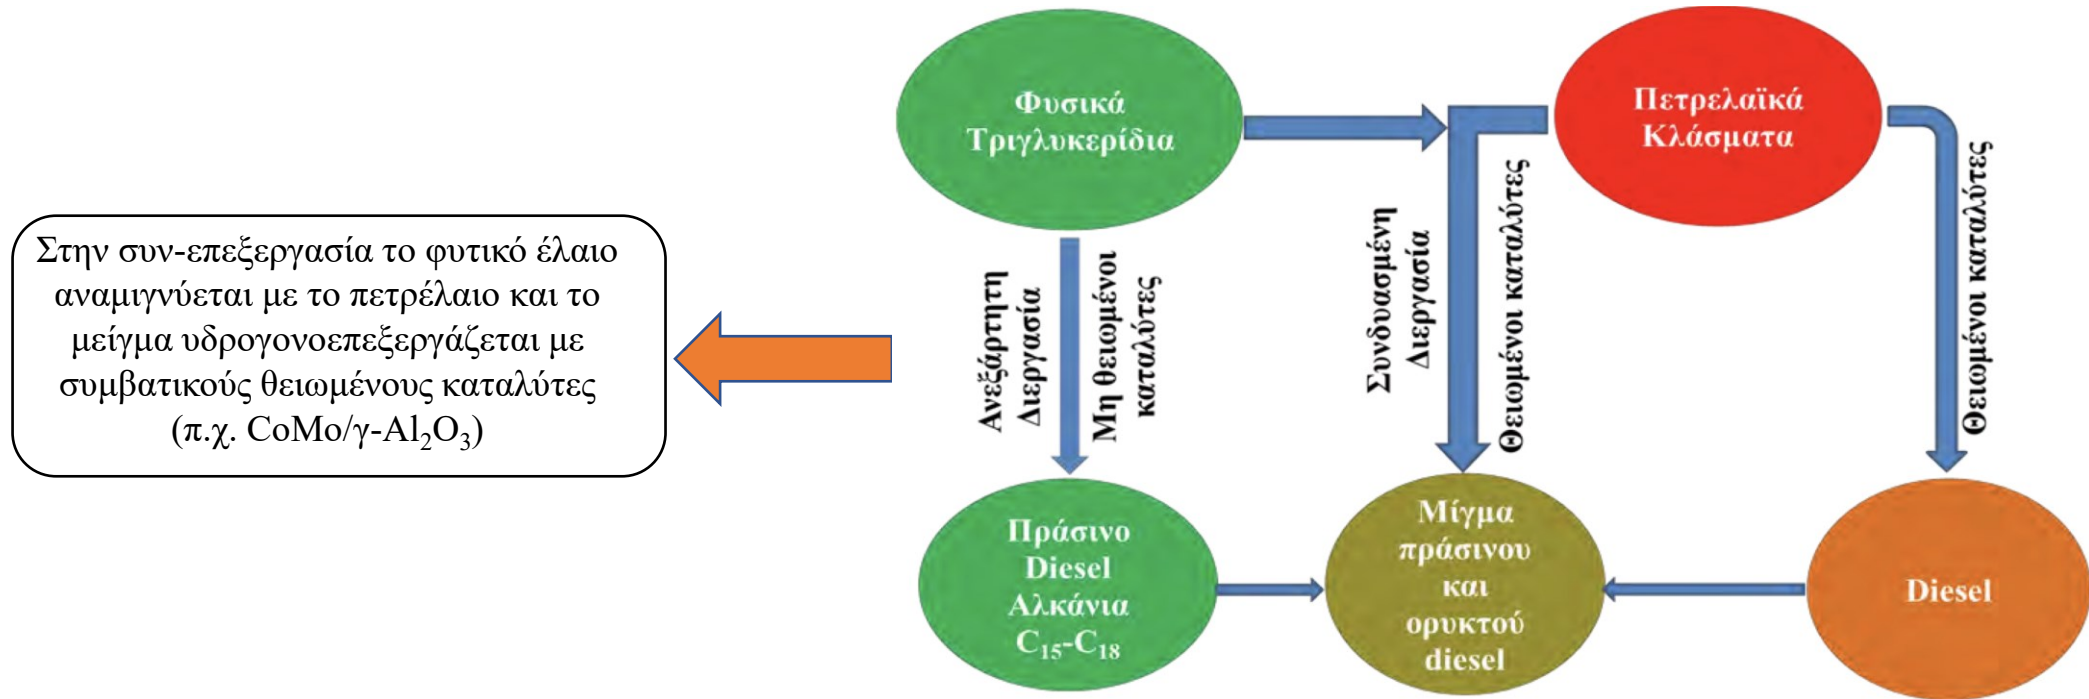 Στην συν-επεξεργασία το φυτικό έλαιο
αναμιγνύεται με το πετρέλαιο και το
μείγμα υδρογονοεπεξεργάζεται με
συμβατικούς θειωμένους καταλύτες
(π.χ. CoMo/γ-Al₂O₃)
Φυσικά
Τριγλυκερίδια
Πετρελαϊκά
Κλάσματα
Ανεξάρτητη
Διεργασία
Μη θειωμένοι
καταλύτες
Συνδυασμένη
Διεργασία
Θειωμένοι καταλύτες
Θειωμένοι καταλύτες
Πράσινο
Diesel
Αλκάνια
C₁₅-C₁₈
Μίγμα
πράσινου
και
ορυκτού
diesel
Diesel